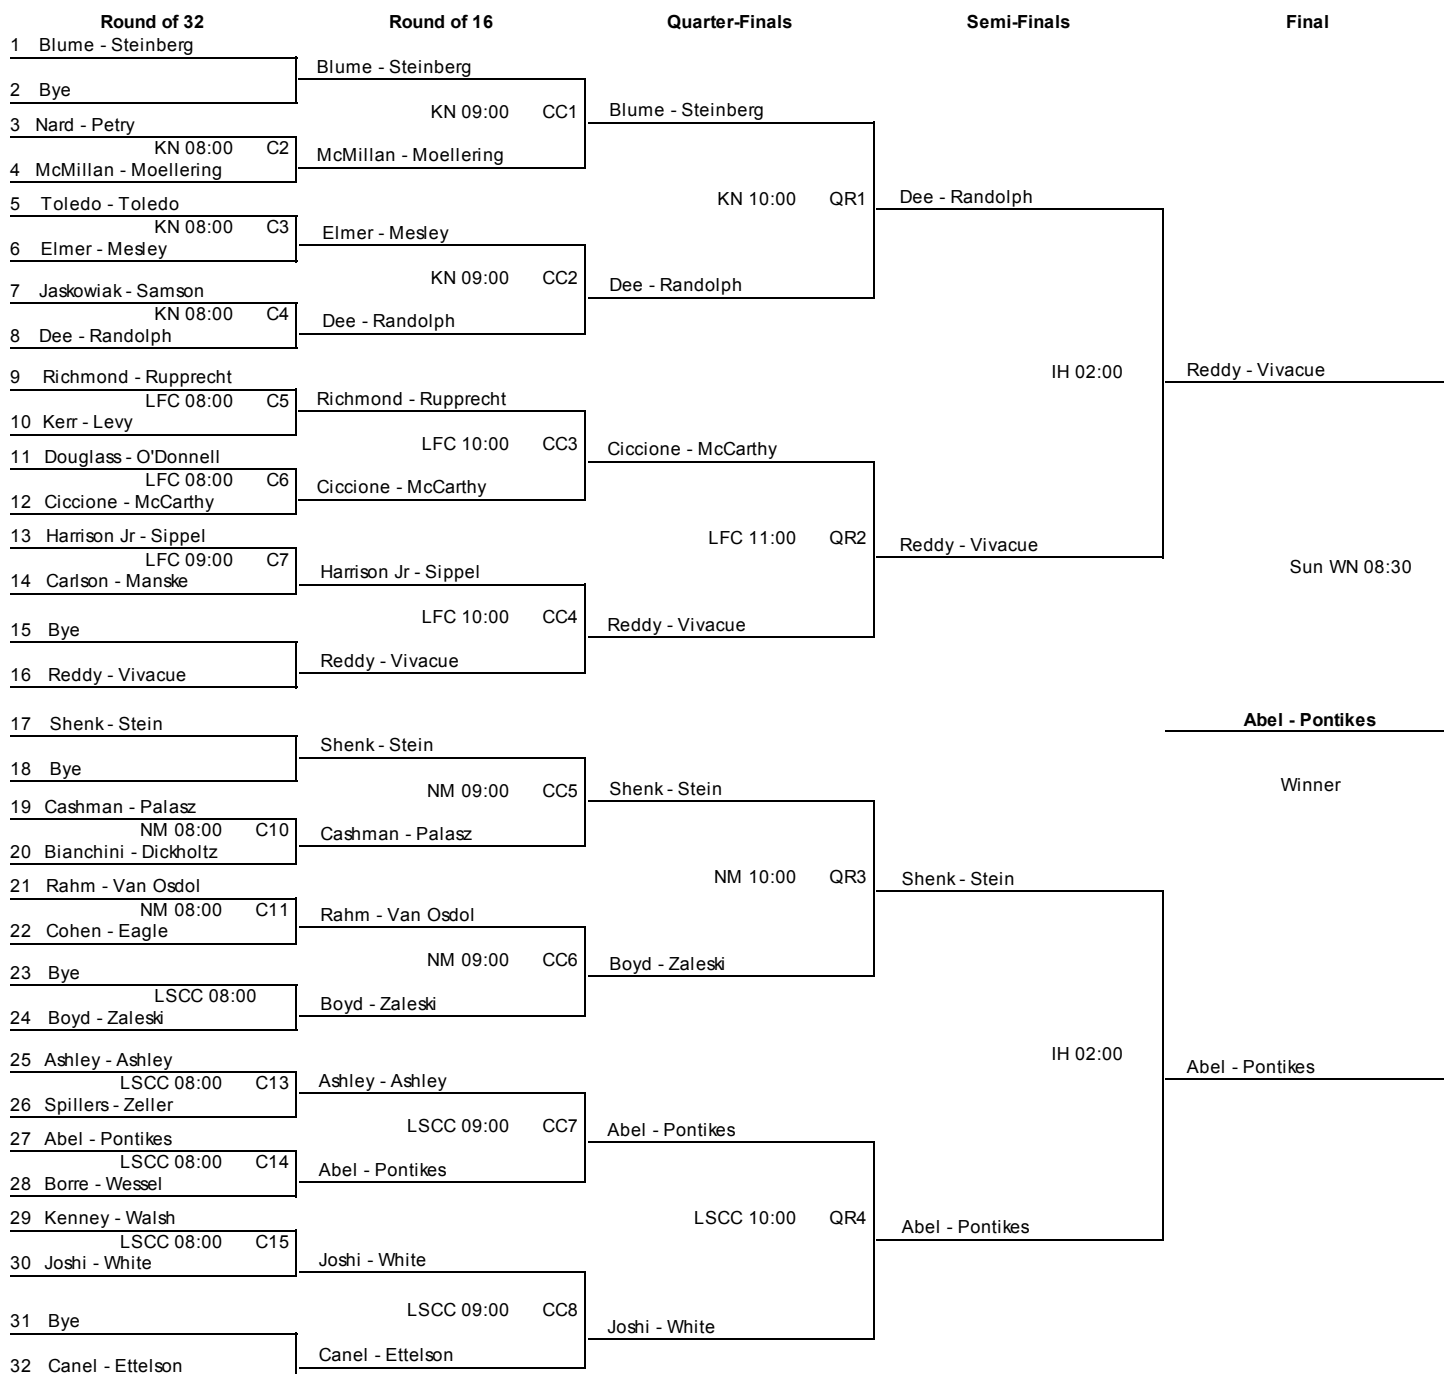 Round of 32 Round of 16 Quarter-Finals Semi-Finals Final
1 Blume - Steinberg
Blume - Steinberg
2 Bye
KN 09:00 CC1 Blume - Steinberg
3 Nard - Petry
KN 08:00 C2
McMillan - Moellering
4 McMillan - Moellering
KN 10:00 QR1 Dee - Randolph
5 Toledo - Toledo
KN 08:00 C3
Elmer - Mesley
6 Elmer - Mesley
KN 09:00 CC2
Dee - Randolph
7 Jaskowiak - Samson
KN 08:00 C4
Dee - Randolph
8 Dee - Randolph
IH 02:00 Reddy - Vivacue
9 Richmond - Rupprecht
LFC 08:00 C5 Richmond - Rupprecht
10 Kerr - Levy
LFC 10:00 CC3 Ciccione - McCarthy
11 Douglass - O'Donnell
LFC 08:00 C6
Ciccione - McCarthy
12 Ciccione - McCarthy
13 Harrison Jr - Sippel
LFC 11:00 QR2 Reddy - Vivacue
LFC 09:00 C7
Sun WN 08:30
Harrison Jr - Sippel
14 Carlson - Manske
LFC 10:00 CC4 Reddy - Vivacue
15 Bye
Reddy - Vivacue
16 Reddy - Vivacue
Abel - Pontikes
17 Shenk - Stein
Shenk - Stein
18 Bye
Winner
NM 09:00 CC5 Shenk - Stein
19 Cashman - Palasz
NM 08:00 C10 Cashman - Palasz
20 Bianchini - Dickholtz
NM 10:00 QR3 Shenk - Stein
21 Rahm - Van Osdol
NM 08:00 C11 Rahm - Van Osdol
22 Cohen - Eagle
NM 09:00 CC6 Boyd - Zaleski
23 Bye
LSCC 08:00
Boyd - Zaleski
24 Boyd - Zaleski
IH 02:00 Abel - Pontikes
25 Ashley - Ashley
LSCC 08:00 C13 Ashley - Ashley
26 Spillers - Zeller
LSCC 09:00 CC7 Abel - Pontikes
27 Abel - Pontikes
LSCC 08:00 C14 Abel - Pontikes
28 Borre - Wessel
LSCC 10:00 QR4 Abel - Pontikes
29 Kenney - Walsh
LSCC 08:00 C15
Joshi - White
30 Joshi - White
LSCC 09:00 CC8 Joshi - White
31 Bye
Canel - Ettelson
32 Canel - Ettelson